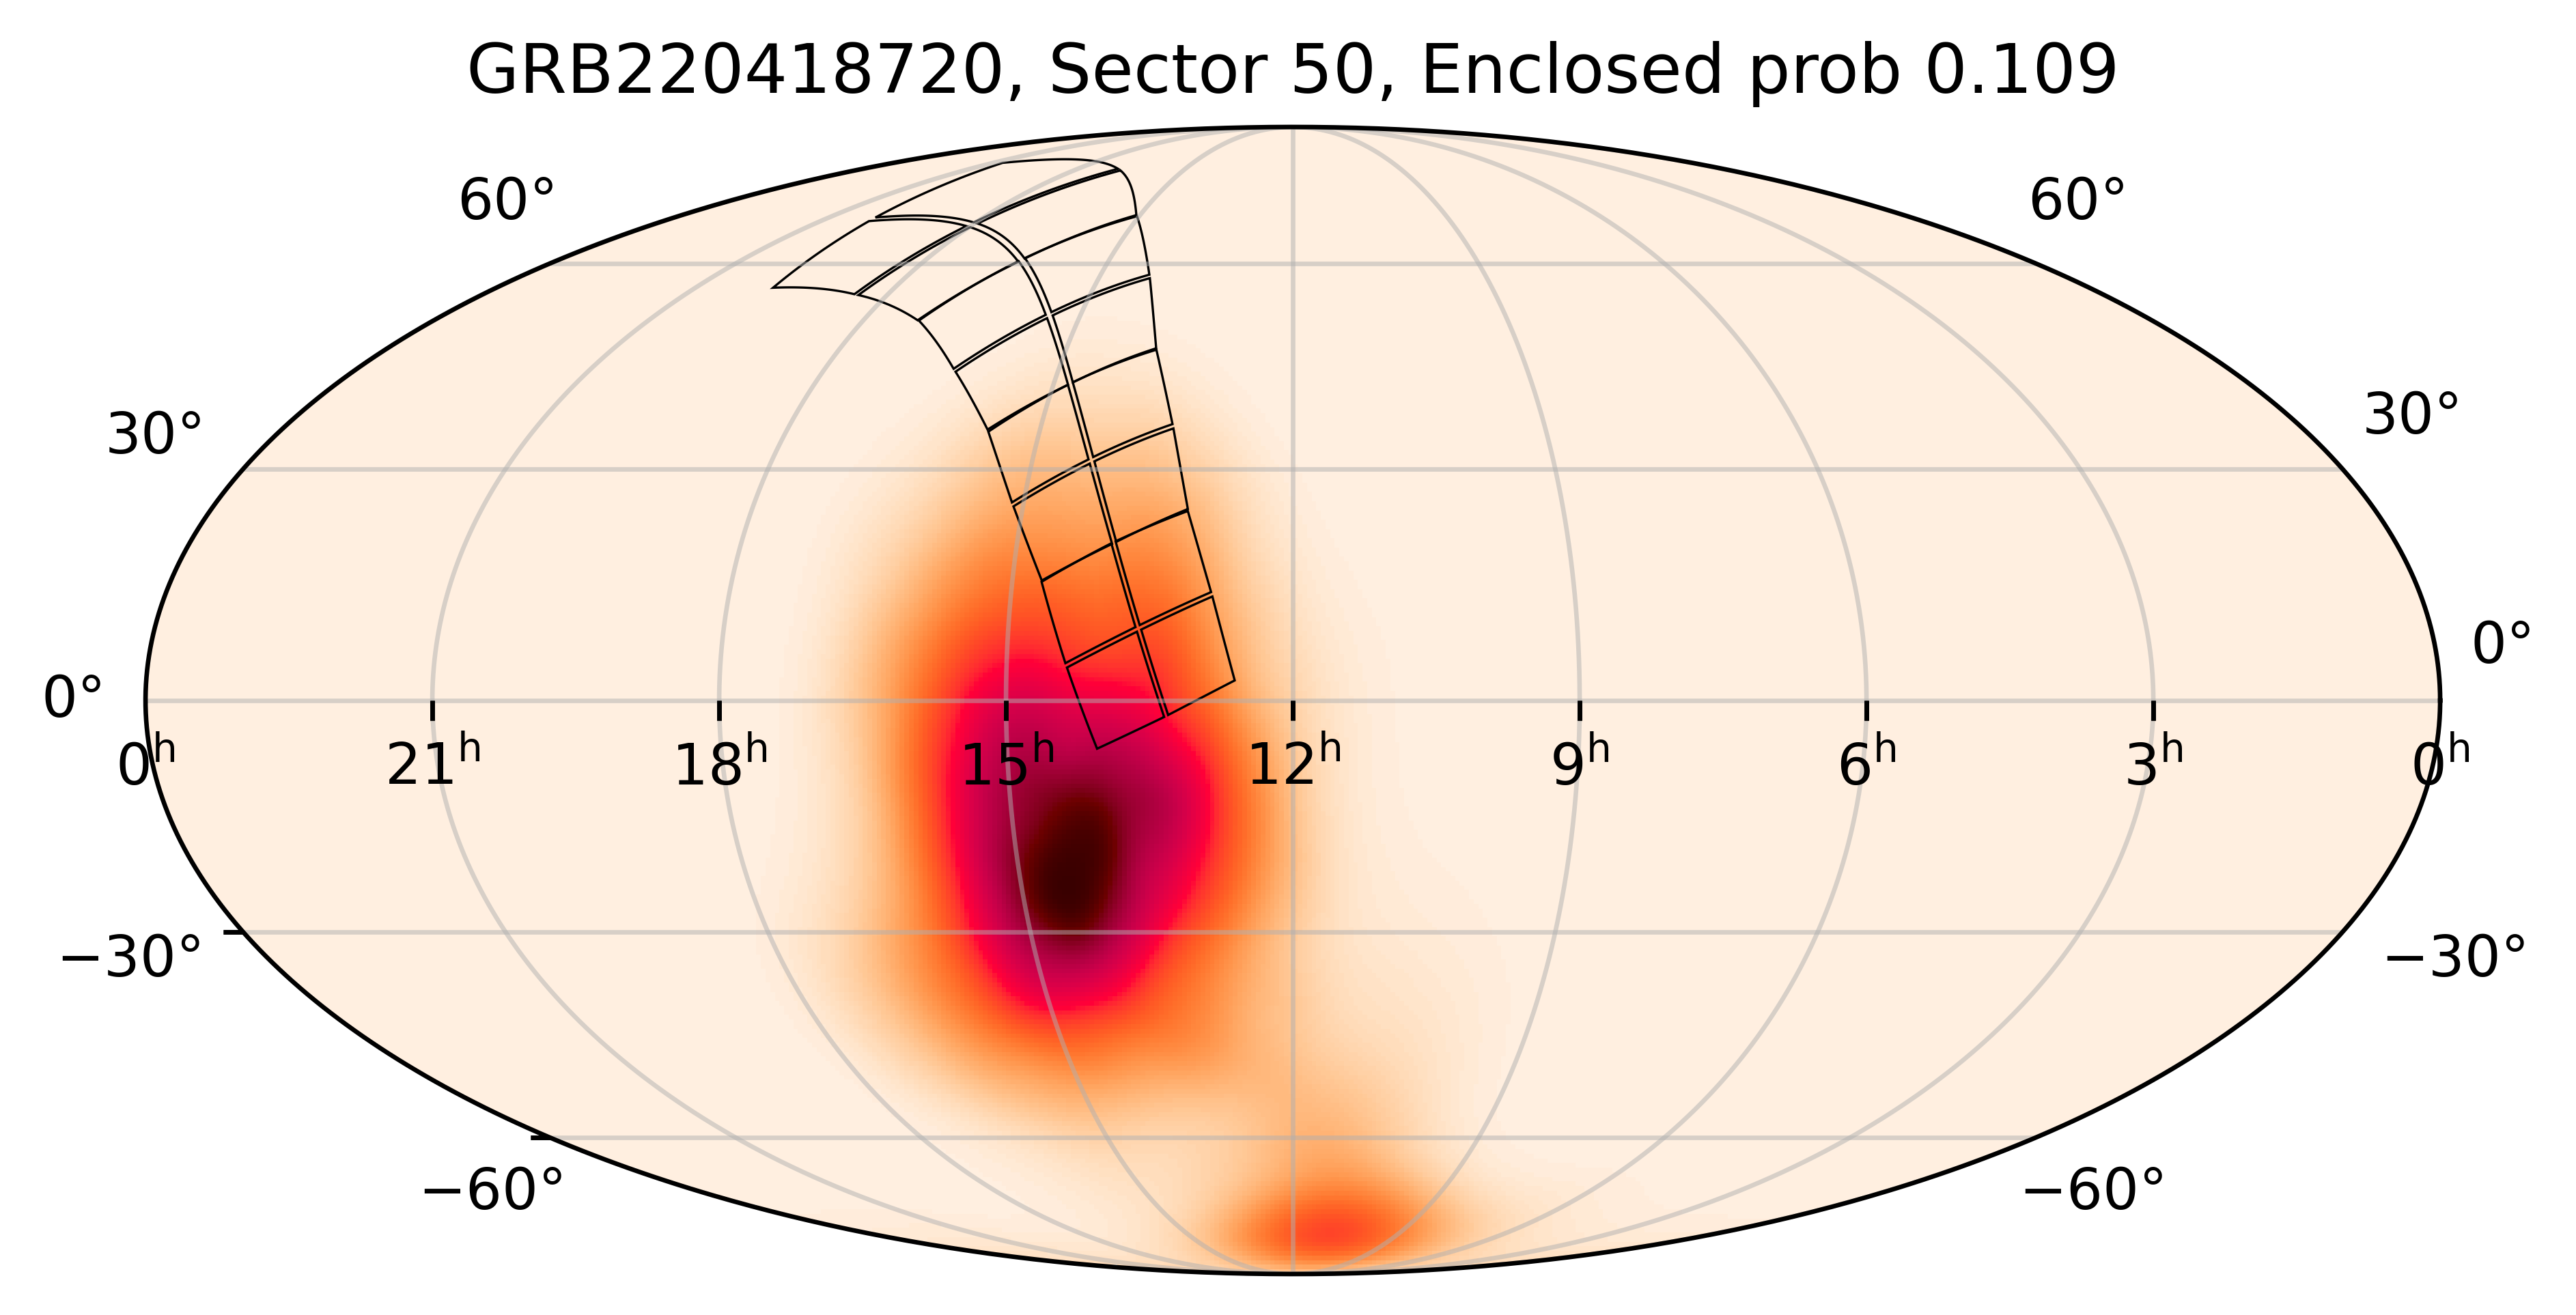 GRB220418720, Sector 50, Enclosed prob 0.109
60° 60°
30° 30°
0° 0°
0ʰ 21ʰ 18ʰ 15ʰ 12ʰ 9ʰ 6ʰ 3ʰ 0ʰ
−30° −30°
−60° −60°